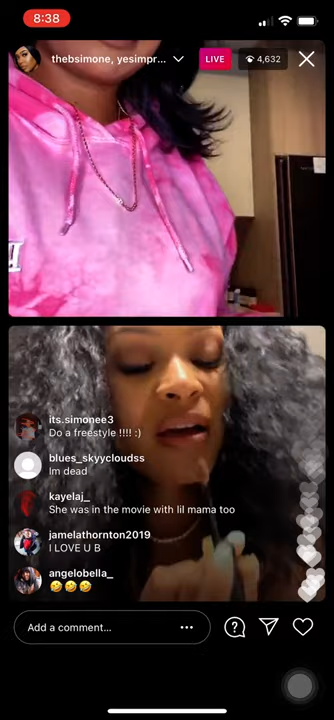 8:38
thebsimone, yesimpr...
LIVE
4,632
its.simonee3
Do a freestyle !!!! :)
blues_skyycloudss
Im dead
kayelaj_
She was in the movie with lil mama too
jamelathornton2019
I LOVE U B
angelobella_
🤣🤣🤣
Add a comment...